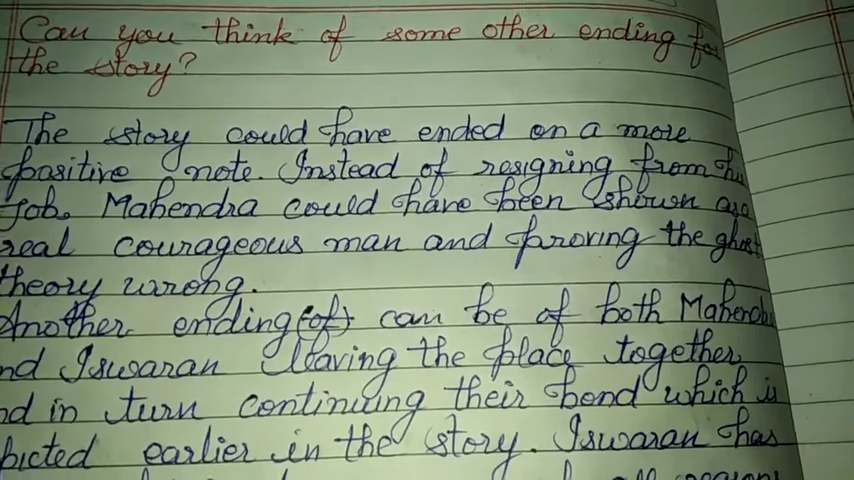 Can you think of some other ending for
the story?
The story could have ended on a more
positive note. Instead of resigning from his
job. Mahendra could have been shown as a
real courageous man and proving the ghost
theory wrong.
Another ending (of) can be of both Mahendra
nd Iswaran leaving the place together
nd in turn continuing their bond which is
picted earlier in the story. Iswaran has